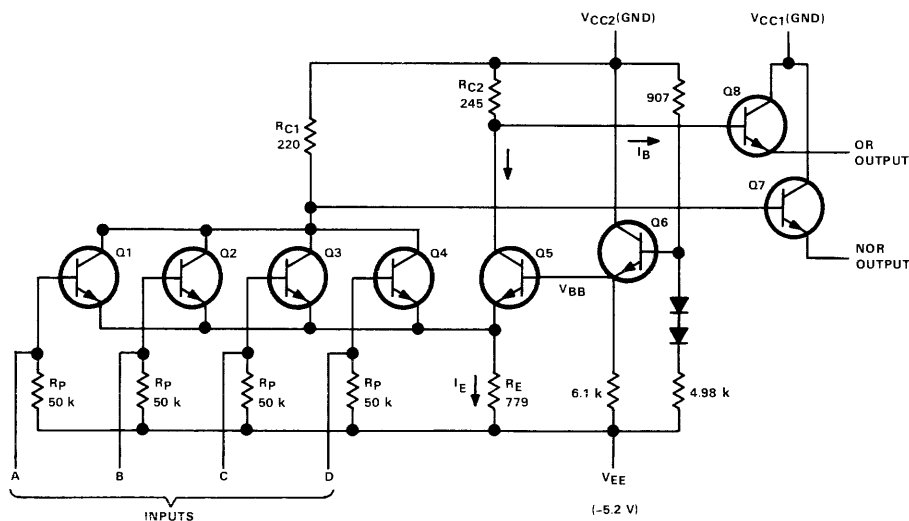 VCC2(GND)
VCC1(GND)
RC2
245
907
Q8
RC1
220
IB
OR
OUTPUT
Q7
Q1
Q2
Q3
Q4
Q5
Q6
VBB
NOR
OUTPUT
RP
50 k
RP
50 k
RP
50 k
RP
50 k
IE
RE
779
6.1 k
4.98 k
A
B
C
D
VEE
INPUTS
(-5.2 V)